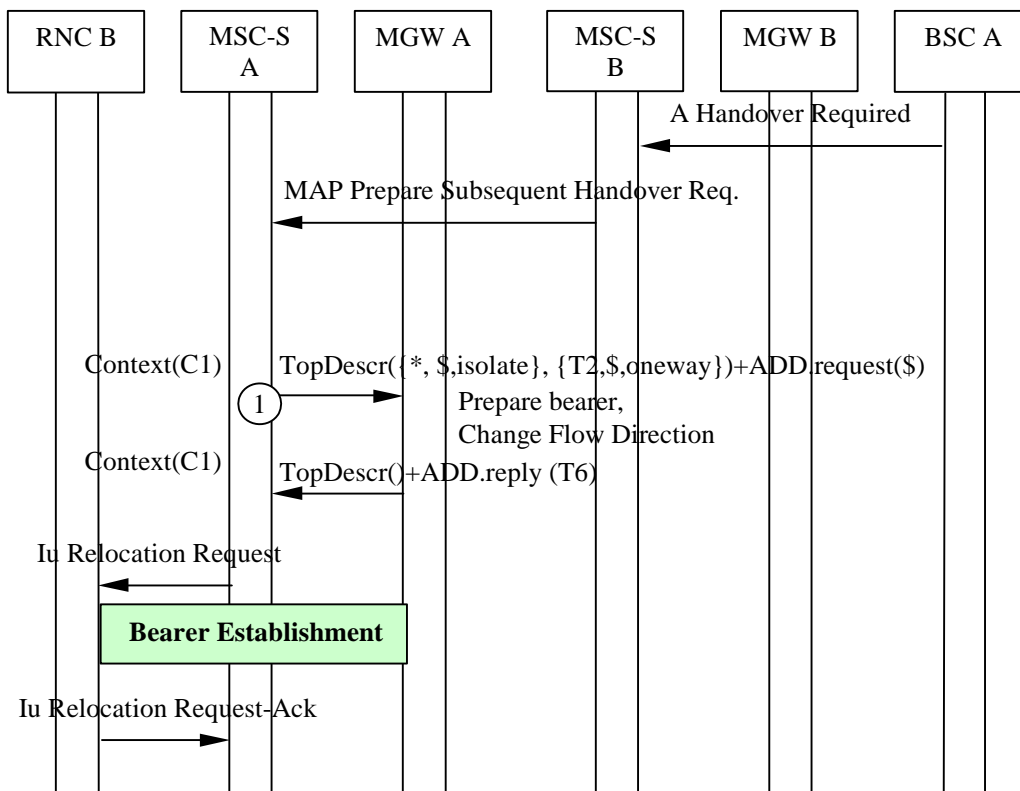 RNC B
MSC-S
A
MGW A
MSC-S
B
MGW B
BSC A
A Handover Required
MAP Prepare Subsequent Handover Req.
Context(C1)
TopDescr({*, $,isolate}, {T2,$,oneway})+ADD.request($)
1
Prepare bearer,
Change Flow Direction
Context(C1)
TopDescr()+ADD.reply (T6)
Iu Relocation Request
Bearer Establishment
Iu Relocation Request-Ack